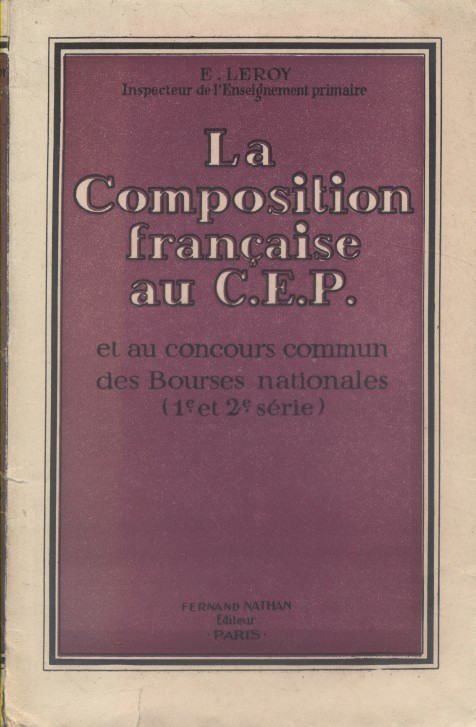 E. LEROY
Inspecteur de l'Enseignement primaire
La
Composition
française
au C.E.P.
et au concours commun
des Bourses nationales
(1e et 2e série)
FERNAND NATHAN
Éditeur
PARIS.